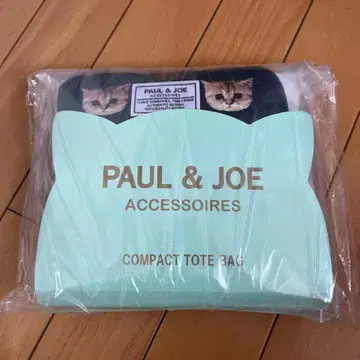 PAUL & JOE
ACCESSOIRES
PAUL & JOE
ACCESSOIRES
COMPACT TOTE BAG